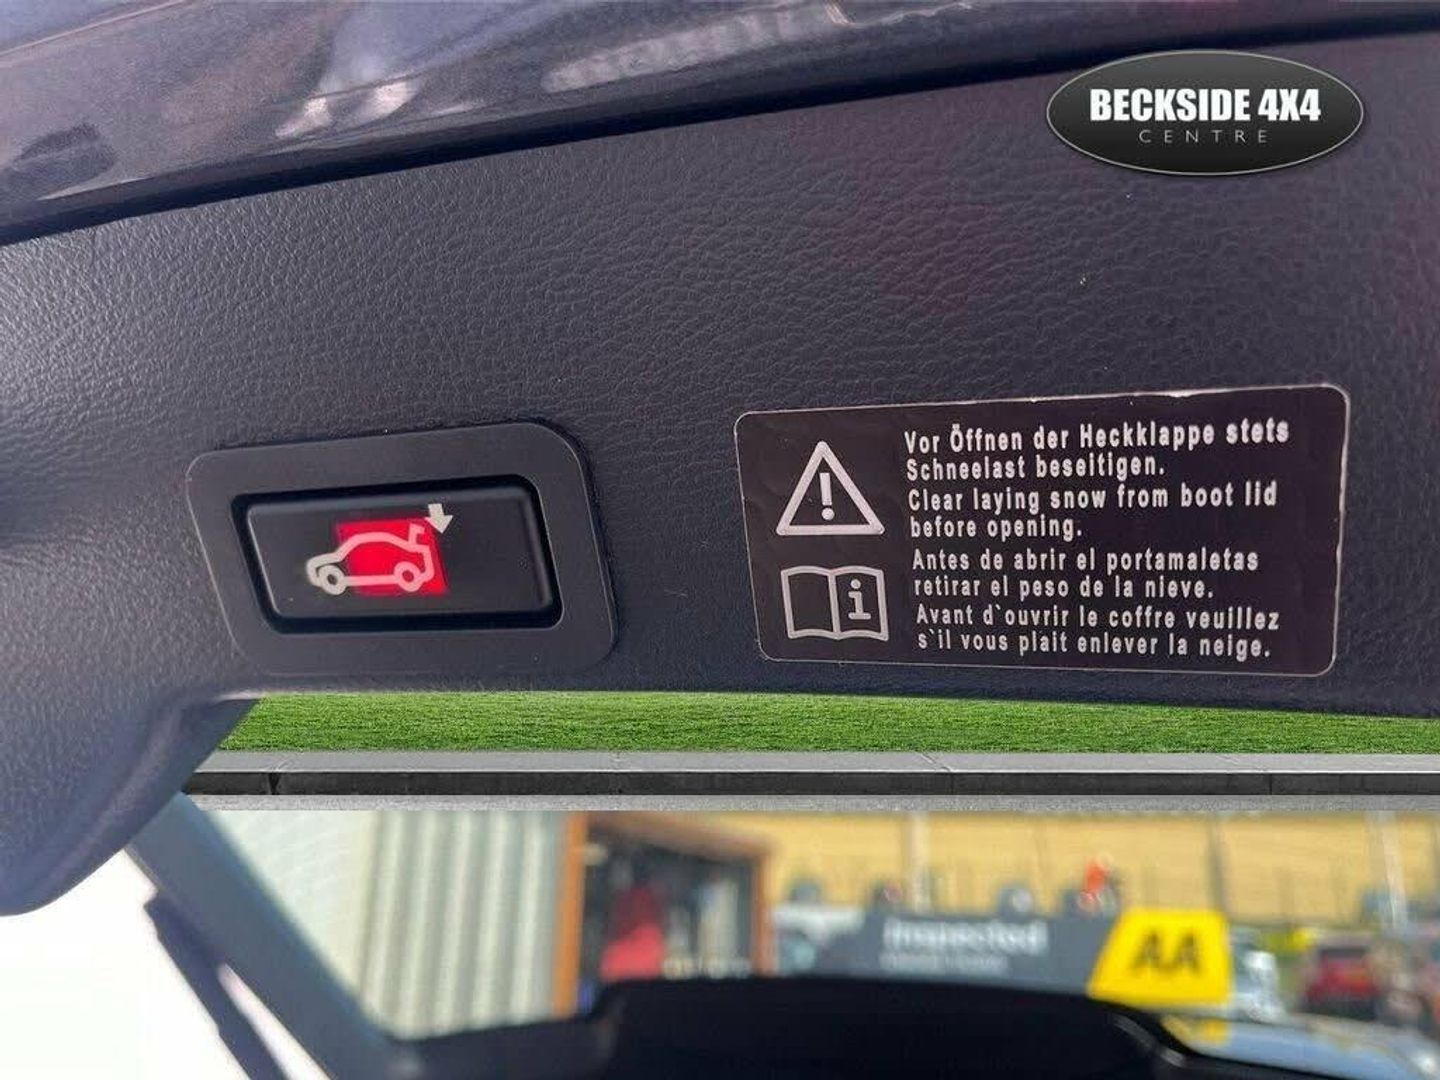 BECKSIDE 4X4
CENTRE
Vor Öffnen der Heckklappe stets
Schneelast beseitigen.
Clear laying snow from boot lid
before opening.
Antes de abrir el portamaletas
retirar el peso de la nieve.
Avant d`ouvrir le coffre veuillez
s`il vous plait enlever la neige.
Inspected
AA